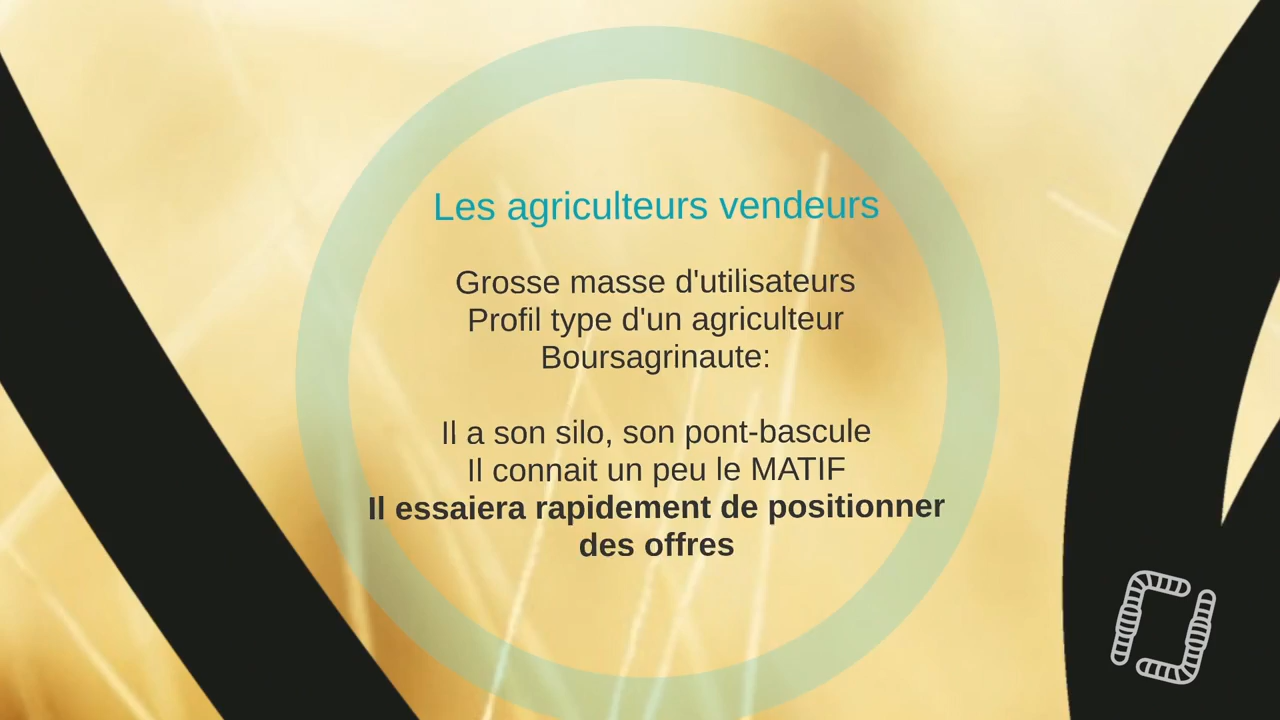 Les agriculteurs vendeurs
Grosse masse d'utilisateurs
Profil type d'un agriculteur
Boursagrinaute:
Il a son silo, son pont-bascule
Il connait un peu le MATIF
Il essaiera rapidement de positionner
des offres